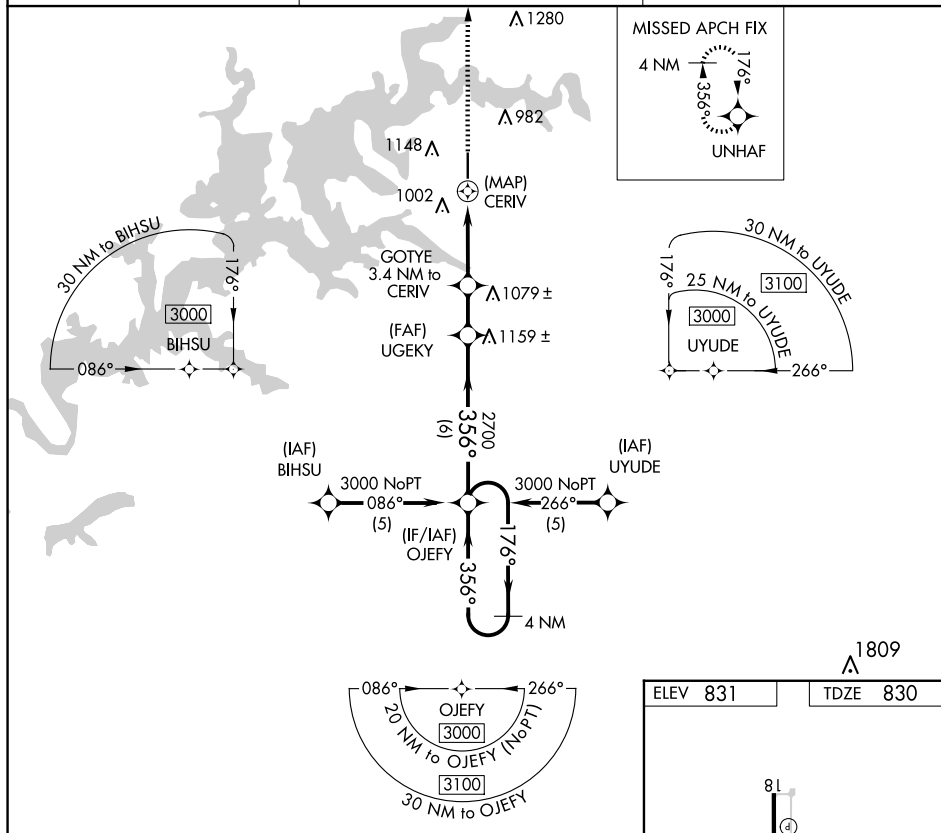 1280
MISSED APCH FIX
4 NM
176°
356°
UNHAF
982
1148
1002
(MAP)
CERIV
30 NM to BIHSU
176°
3000
BIHSU
086°
GOTYE
3.4 NM to
CERIV
1079 ±
(FAF)
UGEKY
1159 ±
30 NM to UYUDE
3100
176°
25 NM to UYUDE
3000
UYUDE
266°
2700
356°
(6)
(IAF)
BIHSU
3000 NoPT
086°
(5)
(IAF)
UYUDE
3000 NoPT
266°
(5)
(IF/IAF)
OJEFY
176°
356°
4 NM
1809
086°
266°
OJEFY
3000
20 NM to OJEFY (NoPT)
3100
30 NM to OJEFY
ELEV 831
TDZE 830
18
P